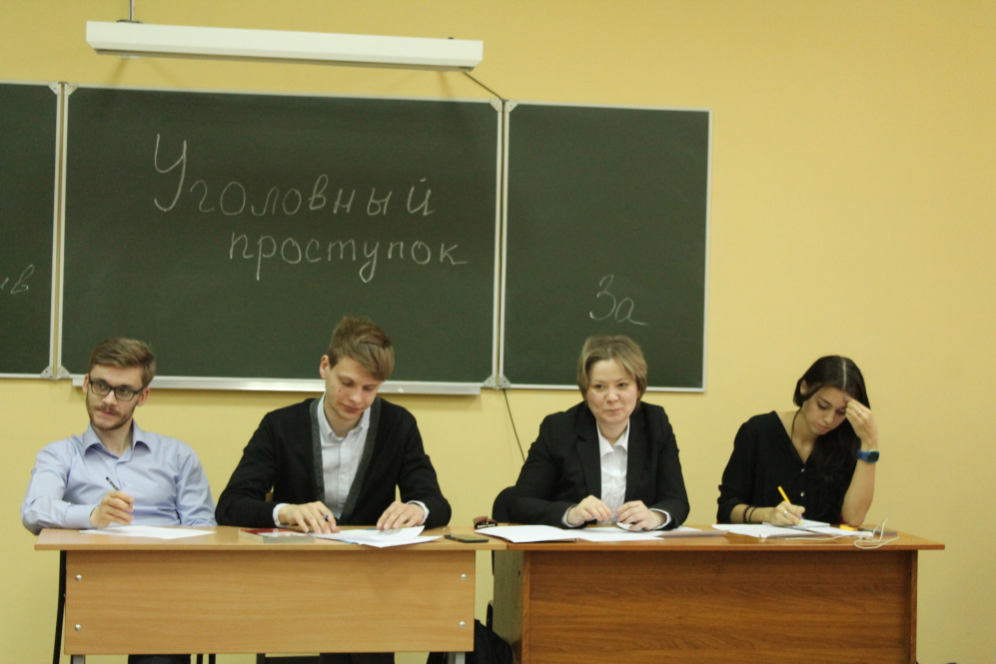 Уголовный
проступок
За